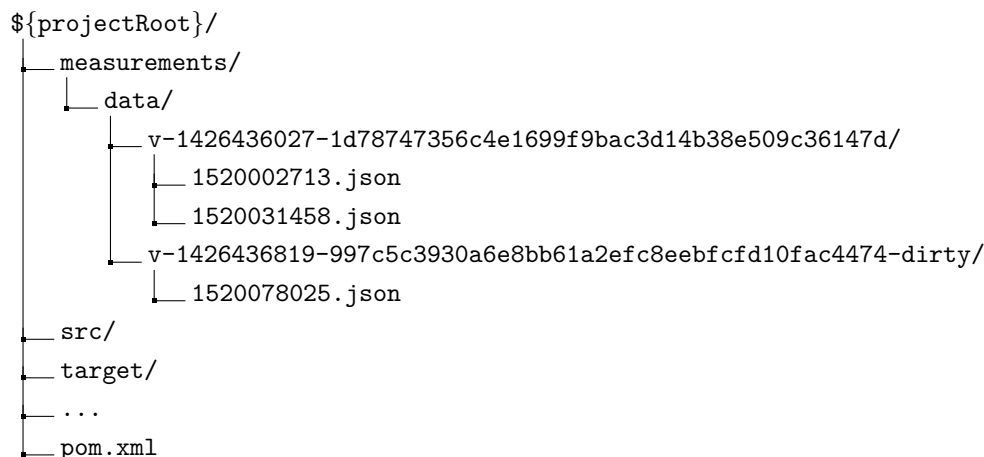 ${projectRoot}/
measurements/
data/
v-1426436027-1d78747356c4e1699f9bac3d14b38e509c36147d/
1520002713.json
1520031458.json
v-1426436819-997c5c3930a6e8bb61a2efc8eebfcfd10fac4474-dirty/
1520078025.json
src/
target/
...
pom.xml